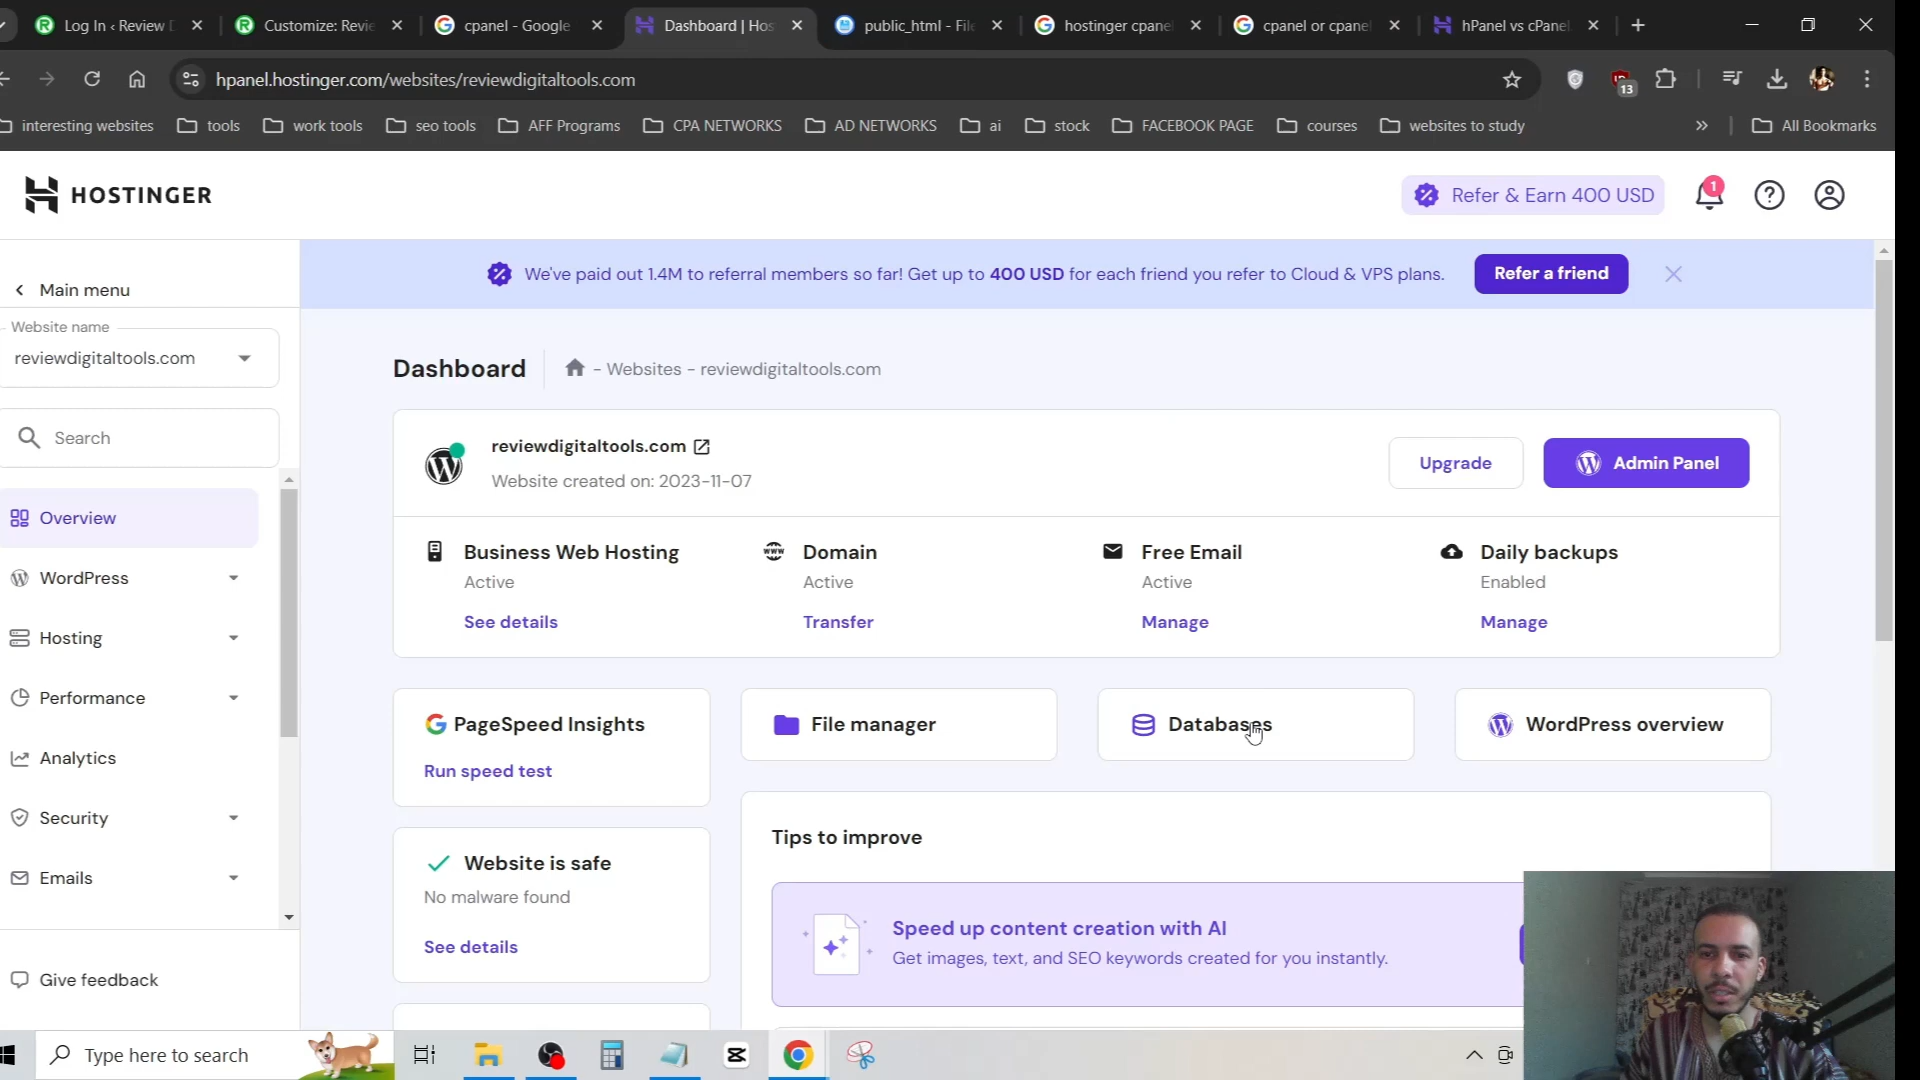 Log In ‹ Review D
Customize: Revie
cpanel - Google
Dashboard | Hos
public_html - File
hostinger cpane
cpanel or cpane
hPanel vs cPanel
hpanel.hostinger.com/websites/reviewdigitaltools.com
13
interesting websites
tools
work tools
seo tools
AFF Programs
CPA NETWORKS
AD NETWORKS
ai
stock
FACEBOOK PAGE
courses
websites to study
All Bookmarks
HOSTINGER
Refer & Earn 400 USD
1
We've paid out 1.4M to referral members so far! Get up to 400 USD for each friend you refer to Cloud & VPS plans.
Refer a friend
Main menu
Website name
reviewdigitaltools.com
Search
Overview
WordPress
Hosting
Performance
Analytics
Security
Emails
Give feedback
Dashboard
- Websites - reviewdigitaltools.com
reviewdigitaltools.com
Website created on: 2023-11-07
Upgrade
Admin Panel
Business Web Hosting
Active
See details
Domain
Active
Transfer
Free Email
Active
Manage
Daily backups
Enabled
Manage
PageSpeed Insights
Run speed test
File manager
Databases
WordPress overview
Website is safe
No malware found
See details
Tips to improve
Speed up content creation with AI
Get images, text, and SEO keywords created for you instantly.
Type here to search